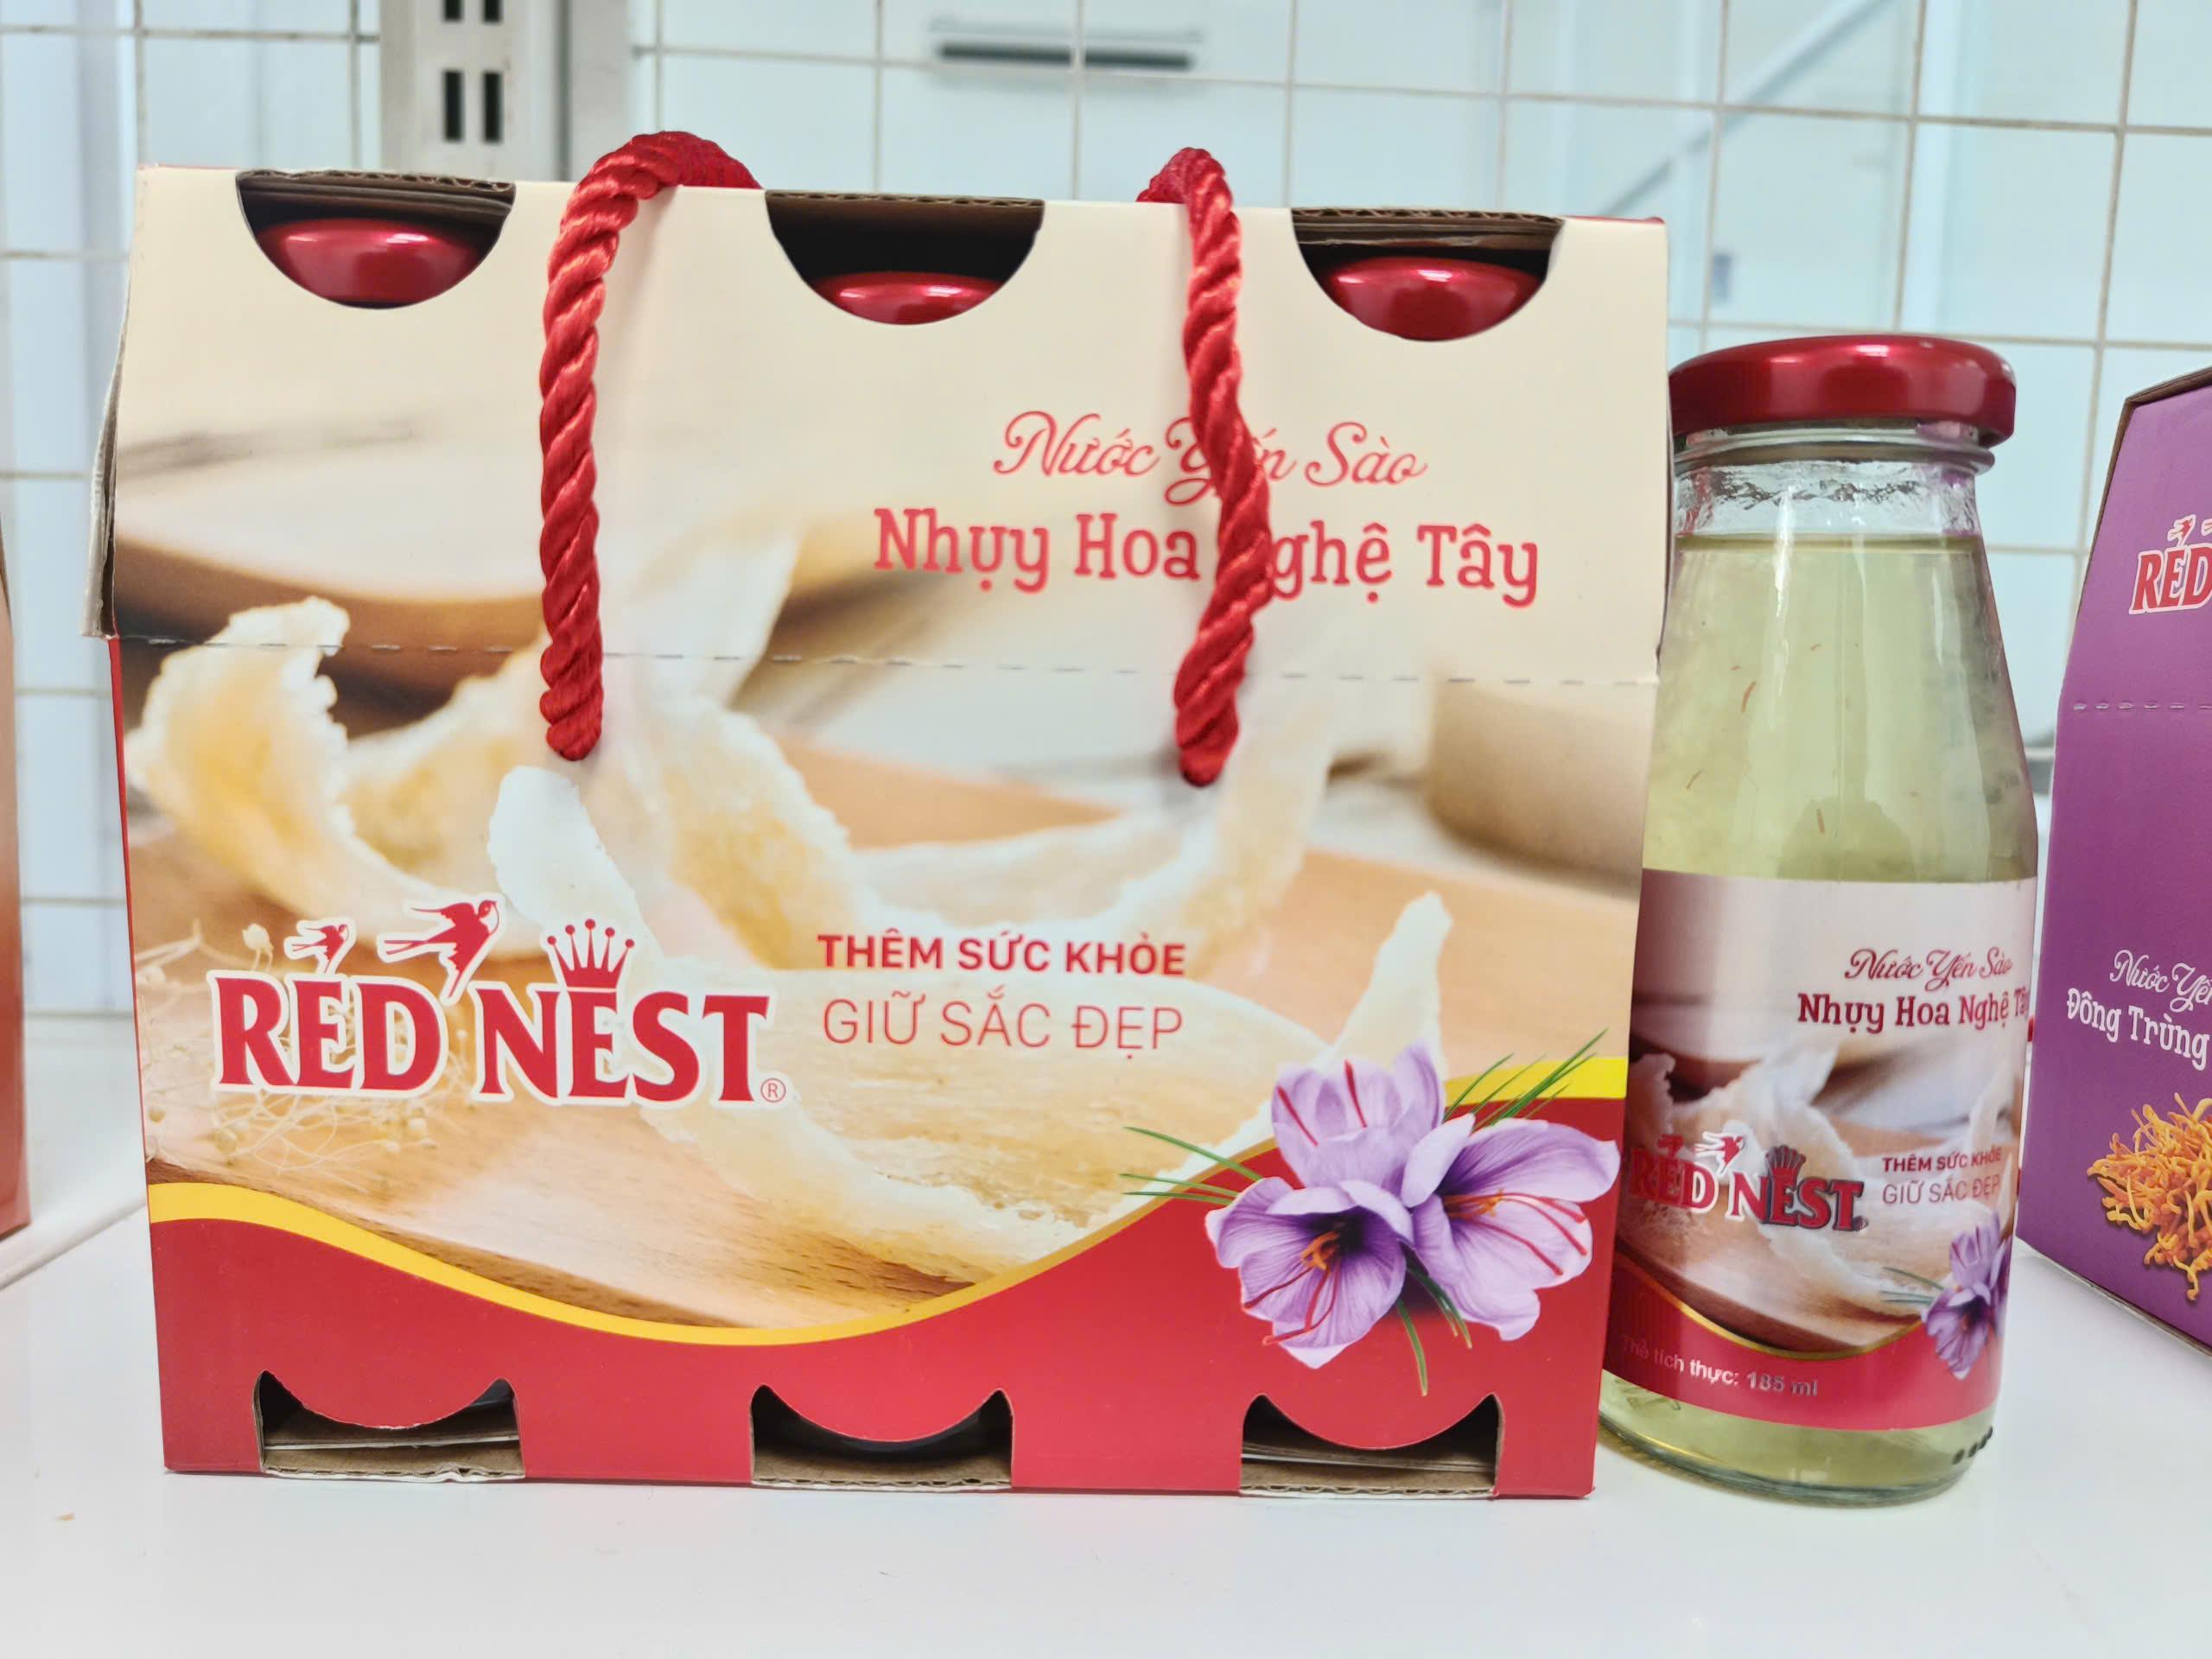 Nước Yến Sào
Nhụy Hoa Nghệ Tây
RED NEST®
THÊM SỨC KHỎE
GIỮ SẮC ĐẸP
Nước Yến Sào
Nhụy Hoa Nghệ Tây
RED NEST
THÊM SỨC KHỎE
GIỮ SẮC ĐẸP
Thể tích thực: 185 ml
RED
Nước Yế
Đông Trùng